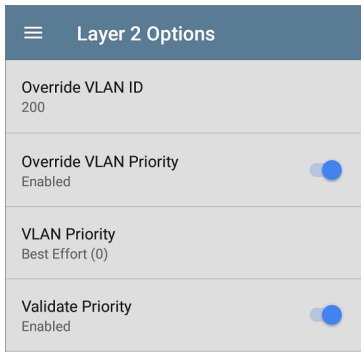 Layer 2 Options
Override VLAN ID
200
Override VLAN Priority
Enabled
VLAN Priority
Best Effort (0)
Validate Priority
Enabled